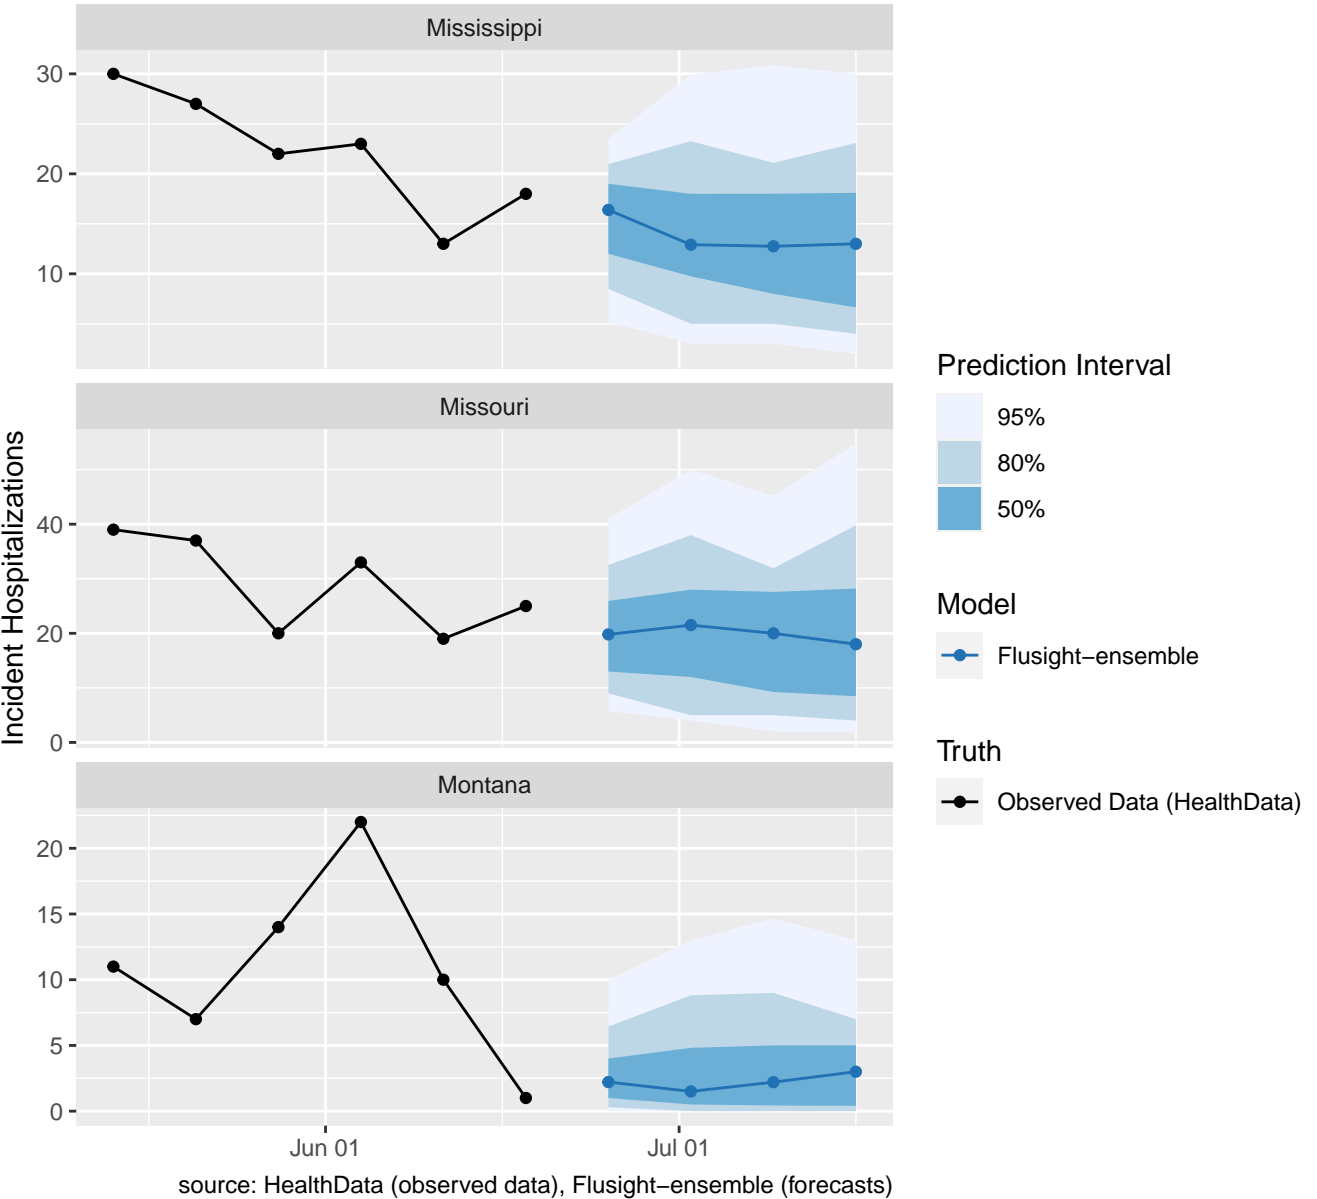 Mississippi
30
20
10
Missouri
40
20
0
Montana
20
15
10
5
0
Jun 01
Jul 01
Incident Hospitalizations
source: HealthData (observed data), Flusight−ensemble (forecasts)
Prediction Interval
95%
80%
50%
Model
Flusight−ensemble
Truth
Observed Data (HealthData)